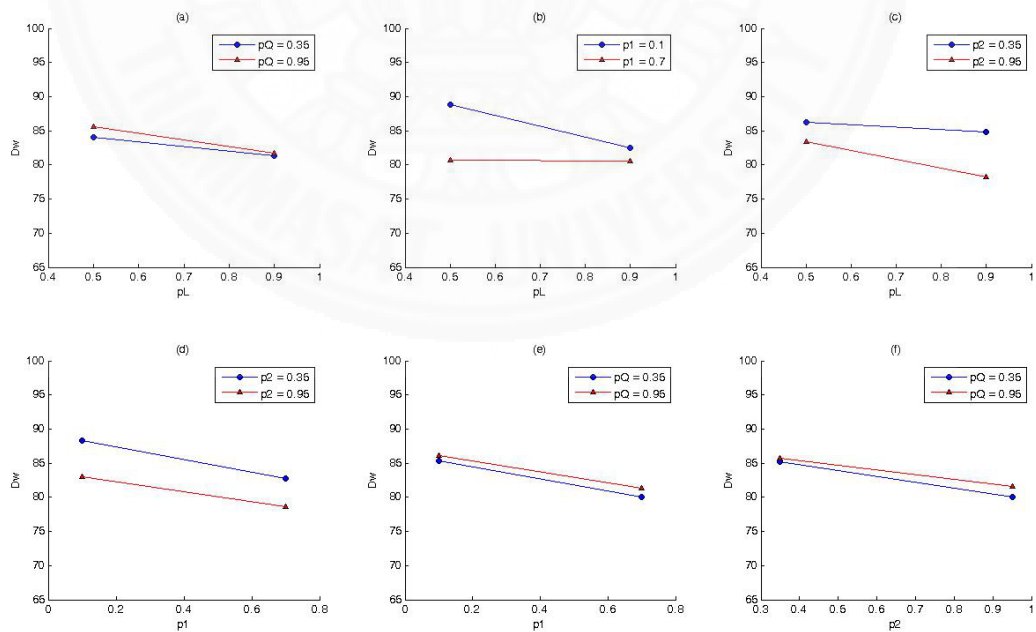 (a)
100
95
90
85
80
75
70
65
Dw
0.4 0.5 0.6 0.7 0.8 0.9 1
pL
pQ = 0.35
pQ = 0.95
(b)
100
95
90
85
80
75
70
65
Dw
0.4 0.5 0.6 0.7 0.8 0.9 1
pL
p1 = 0.1
p1 = 0.7
(c)
100
95
90
85
80
75
70
65
Dw
0.4 0.5 0.6 0.7 0.8 0.9 1
pL
p2 = 0.35
p2 = 0.95
THAMMASAT UNIVERSITY
(d)
100
95
90
85
80
75
70
65
Dw
0 0.2 0.4 0.6 0.8
p1
p2 = 0.35
p2 = 0.95
(e)
100
95
90
85
80
75
70
65
Dw
0 0.2 0.4 0.6 0.8
p1
pQ = 0.35
pQ = 0.95
(f)
100
95
90
85
80
75
70
65
Dw
0.3 0.4 0.5 0.6 0.7 0.8 0.9 1
p2
pQ = 0.35
pQ = 0.95